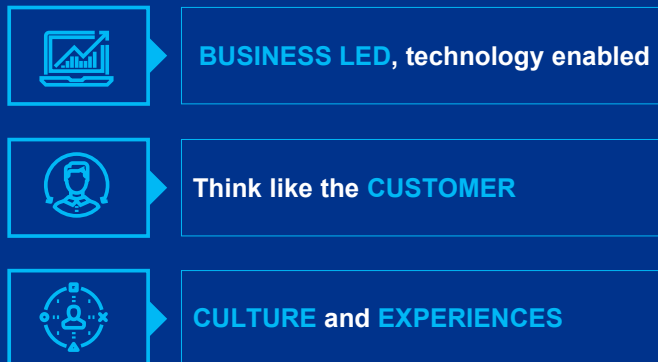 BUSINESS LED, technology enabled
Think like the CUSTOMER
CULTURE and EXPERIENCES